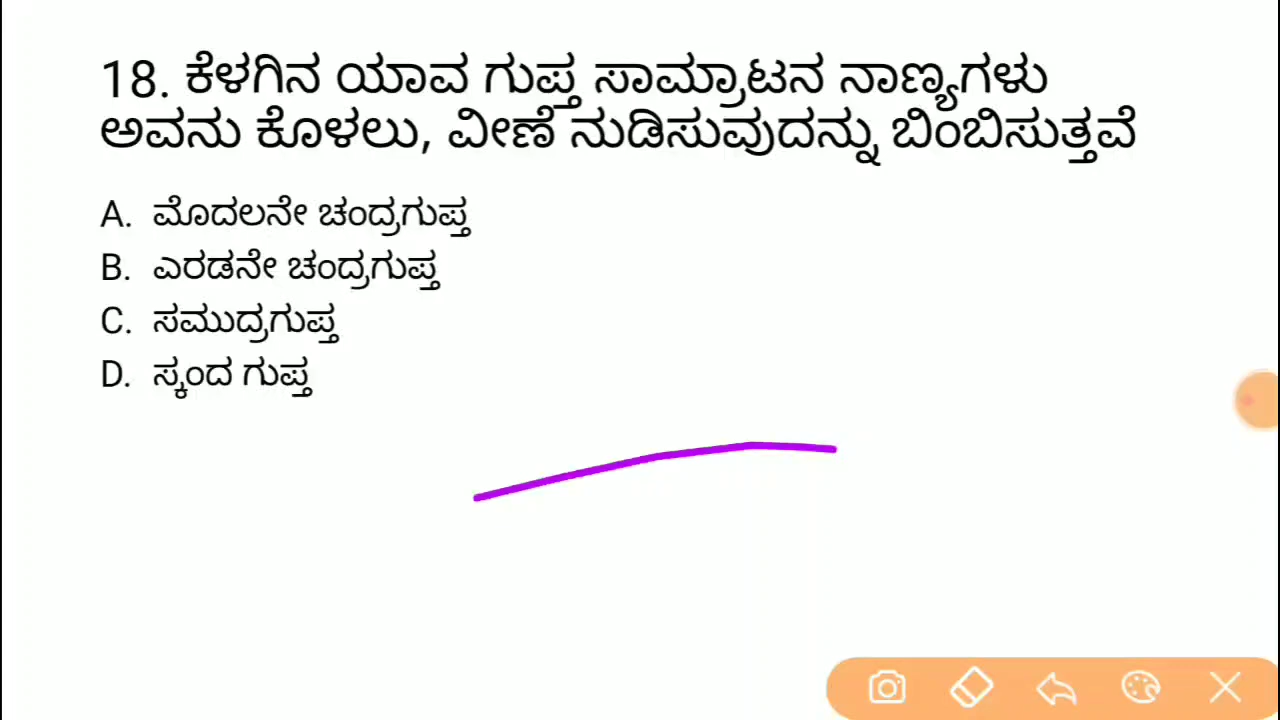 18. ಕೆಳಗಿನ ಯಾವ ಗುಪ್ತ ಸಾಮ್ರಾಟನ ನಾಣ್ಯಗಳು
ಅವನು ಕೊಳಲು, ವೀಣೆ ನುಡಿಸುವುದನ್ನು ಬಿಂಬಿಸುತ್ತವೆ
A. ಮೊದಲನೇ ಚಂದ್ರಗುಪ್ತ
B. ಎರಡನೇ ಚಂದ್ರಗುಪ್ತ
C. ಸಮುದ್ರಗುಪ್ತ
D. ಸ್ಕಂದ ಗುಪ್ತ